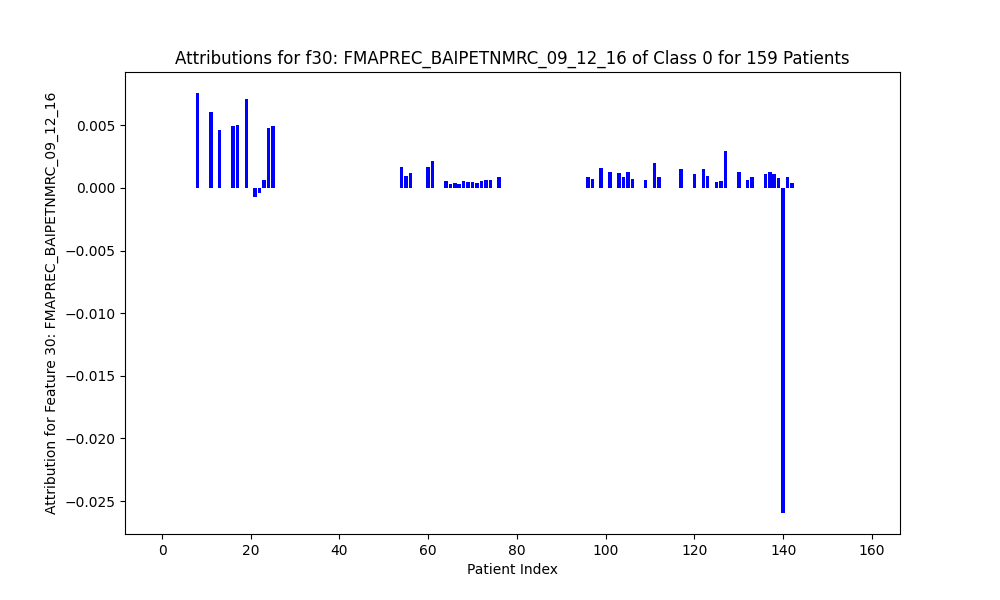 Attributions for f30: FMAPREC_BAIPETNMRC_09_12_16 of Class 0 for 159 Patients
Attribution for Feature 30: FMAPREC_BAIPETNMRC_09_12_16
0.005
0.000
−0.005
−0.010
−0.015
−0.020
−0.025
0 20 40 60 80 100 120 140 160
Patient Index